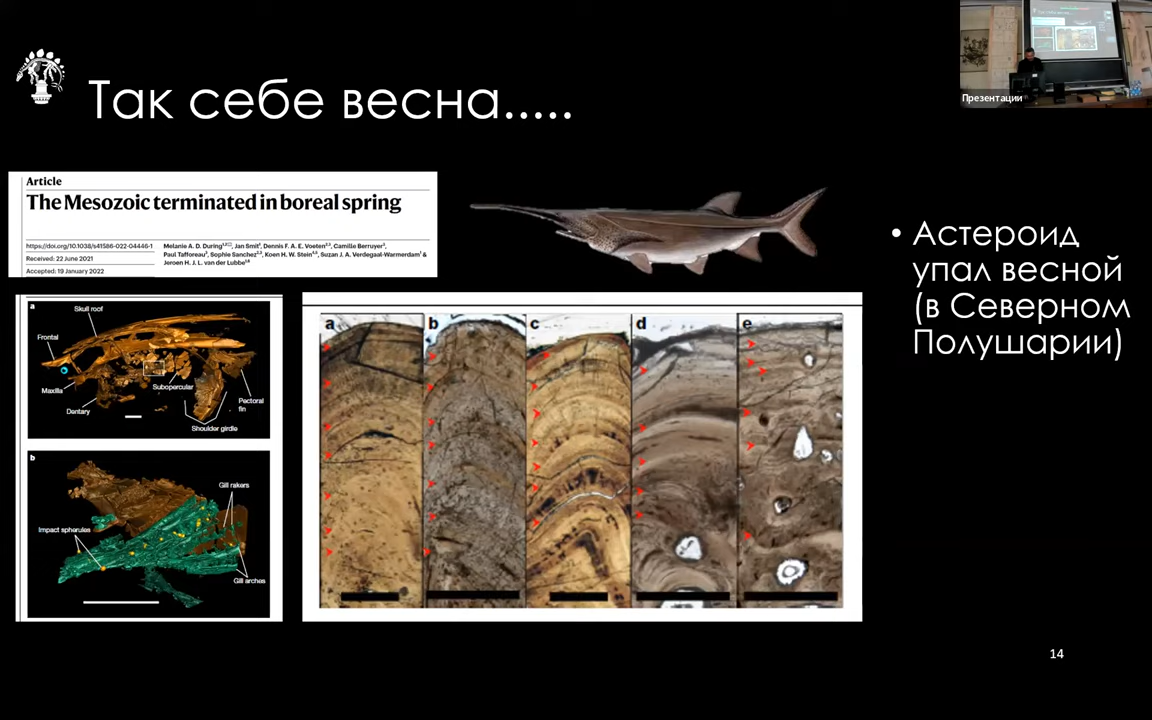 Так себе весна.....
Презентации
Article
The Mesozoic terminated in boreal spring
https://doi.org/10.1038/s41586-022-04446-1
Received: 22 June 2021
Accepted: 19 January 2022
Melanie A. D. During, Jan Smit, Dennis F. A. E. Voeten, Camille Berruyer,
Paul Tafforeau, Sophie Sanchez, Koen H. W. Stein, Suzan J. A. Verdegaal-Warmerdam &
Jeroen H. J. L. van der Lubbe
• Астероид
упал весной
(в Северном
Полушарии)
a
Skull roof
Frontal
Maxilla
Dentary
Subopercular
Pectoral
fin
Shoulder girdle
b
Gill rakers
Impact spherules
Gill arches
a b c d e
14